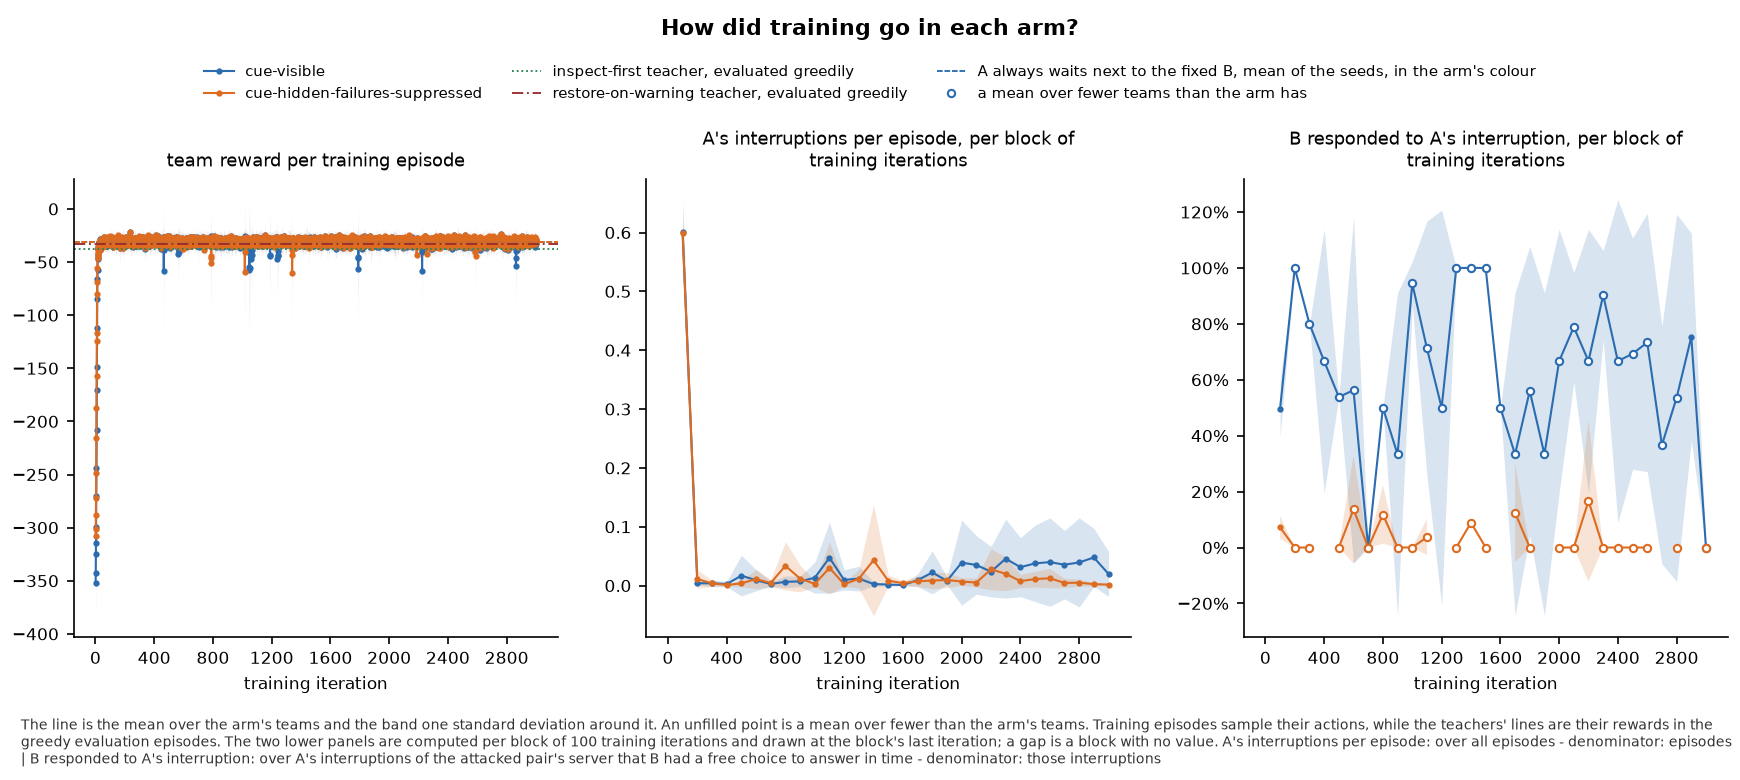 How did training go in each arm?
cue-visible
cue-hidden-failures-suppressed
inspect-first teacher, evaluated greedily
restore-on-warning teacher, evaluated greedily
A always waits next to the fixed B, mean of the seeds, in the arm's colour
a mean over fewer teams than the arm has
team reward per training episode
0
−50
−100
−150
−200
−250
−300
−350
−400
0 400 800 1200 1600 2000 2400 2800
training iteration
A's interruptions per episode, per block of
training iterations
0.6
0.5
0.4
0.3
0.2
0.1
0.0
0 400 800 1200 1600 2000 2400 2800
training iteration
B responded to A's interruption, per block of
training iterations
120%
100%
80%
60%
40%
20%
0%
−20%
0 400 800 1200 1600 2000 2400 2800
training iteration
The line is the mean over the arm's teams and the band one standard deviation around it. An unfilled point is a mean over fewer than the arm's teams. Training episodes sample their actions, while the teachers' lines are their rewards in the
greedy evaluation episodes. The two lower panels are computed per block of 100 training iterations and drawn at the block's last iteration; a gap is a block with no value. A's interruptions per episode: over all episodes - denominator: episodes
| B responded to A's interruption: over A's interruptions of the attacked pair's server that B had a free choice to answer in time - denominator: those interruptions